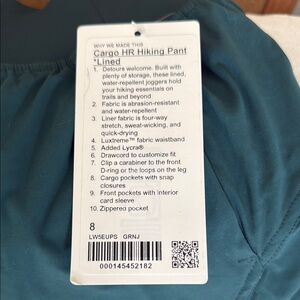 WHY WE MADE THIS
Cargo HR Hiking Pant
*Lined
1. Detours welcome. Built with
plenty of storage, these lined,
water-repellent joggers hold
your hiking essentials on
trails and beyond
2. Fabric is abrasion-resistant
and water-repellent
3. Liner fabric is four-way
stretch, sweat-wicking, and
quick-drying
4. Luxtreme™ fabric waistband
5. Added Lycra®
6. Drawcord to customize fit
7. Clip a carabiner to the front
D-ring or the loops on the leg
8. Cargo pockets with snap
closures
9. Front pockets with interior
card sleeve
10. Zippered pocket
8
LW5EUPS GRNJ
000145452182